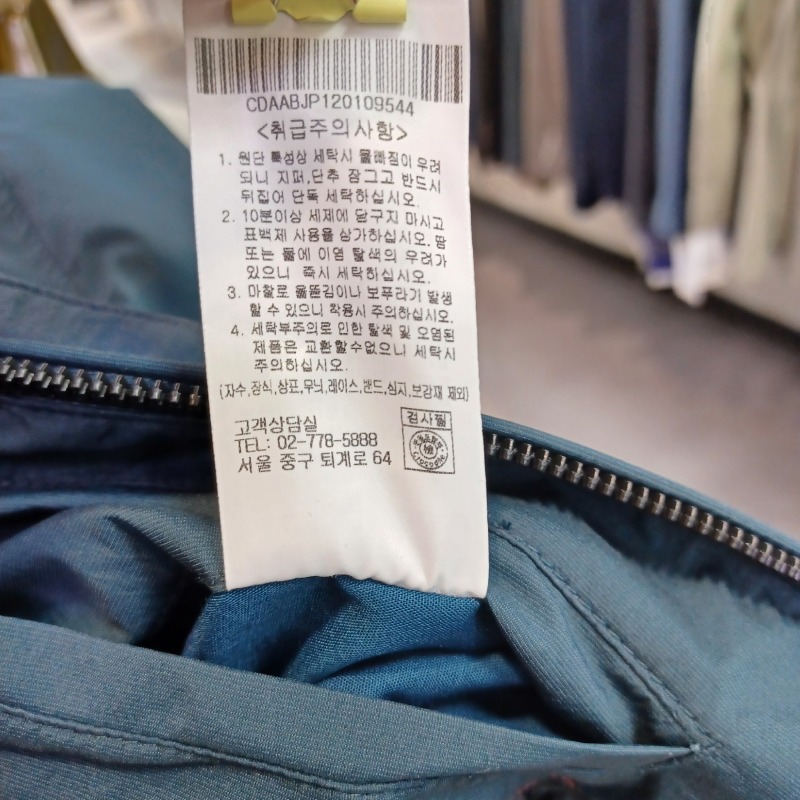 CDAABJP120109544
<취급주의사항>
1. 원단 특성상 세탁시 물빠짐이 우려
되니 지퍼,단추 잠그고 반드시
뒤집어 단독 세탁하십시오.
2. 10분이상 세제에 담구지 마시고
표백제 사용을 삼가하십시오. 땀
또는 물에 이염 탈색의 우려가
있으니 즉시 세탁하십시오.
3. 마찰로 올뜯김이나 보푸라기 발생
할 수 있으니 착용시 주의하십시오.
4. 세탁부주의로 인한 탈색 및 오염된
제품은 교환할수없으니 세탁시
주의하십시오.
(자수,장식,상표,무늬,레이스,밴드,심지,보강재 제외)
고객상담실
TEL: 02-778-5888
서울 중구 퇴계로 64
검사필